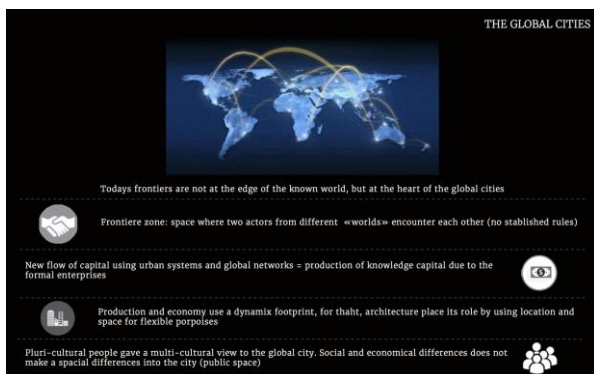 THE GLOBAL CITIES
Todays frontiers are not at the edge of the known world, but at the heart of the global cities
Frontiere zone: space where two actors from different «worlds» encounter each other (no stablished rules)
New flow of capital using urban systems and global networks = production of knowledge capital due to the
formal enterprises
Production and economy use a dynamix footprint, for thaht, architecture place its role by using location and
space for flexible porpoises
Pluri-cultural people gave a multi-cultural view to the global city. Social and economical differences does not
make a spacial differences into the city (public space)